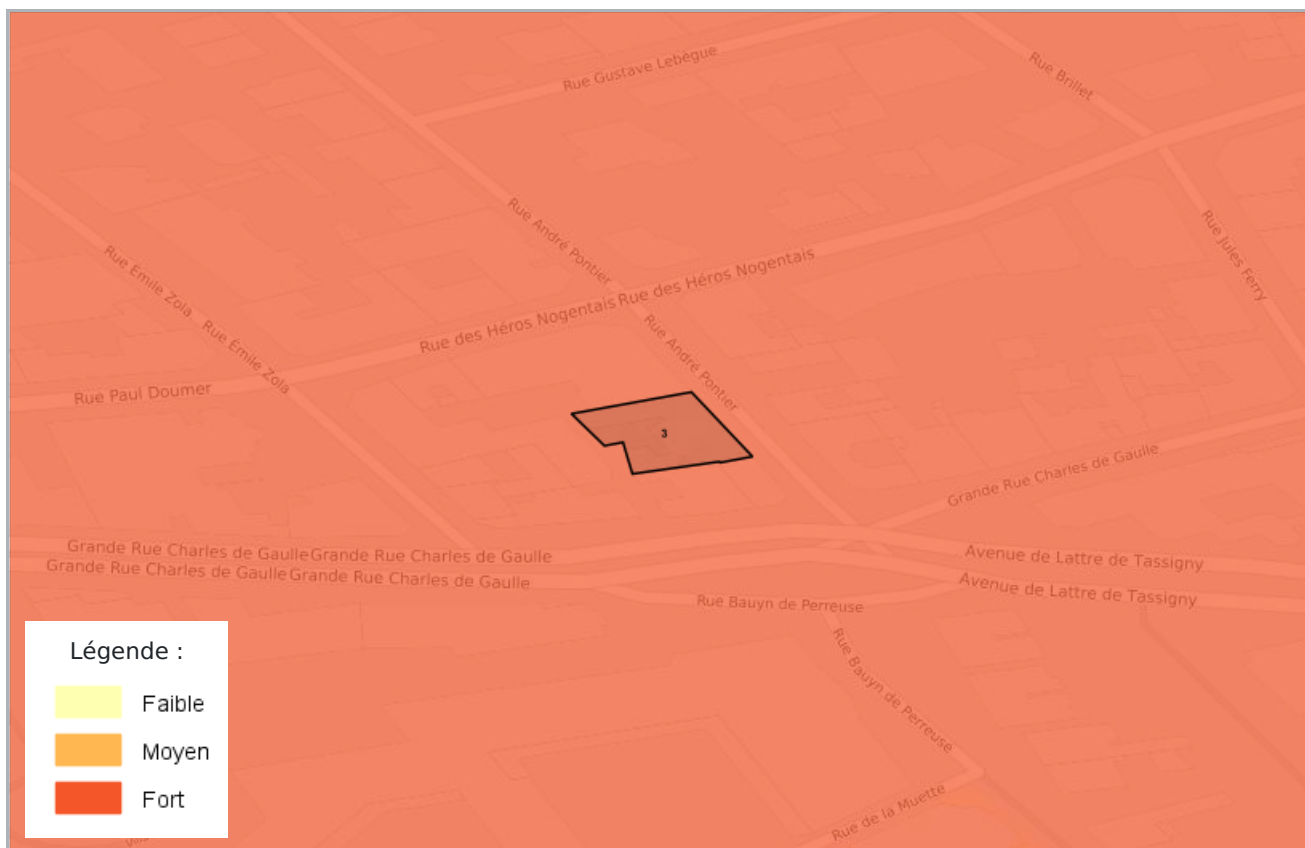 Rue Gustave Lebègue
Rue Brillet
Rue André Pontier
Rue Jules Ferry
Rue Emile Zola
Rue Émile Zola
Rue des Héros Nogentais
Rue des Héros Nogentais
Rue André Pontier
Rue Paul Doumer
3
Grande Rue Charles de Gaulle
Grande Rue Charles de Gaulle
Grande Rue Charles de Gaulle
Grande Rue Charles de Gaulle
Grande Rue Charles de Gaulle
Avenue de Lattre de Tassigny
Avenue de Lattre de Tassigny
Rue Bauyn de Perreuse
Rue Bauyn de Perreuse
Rue de la Muette
Légende :
Faible
Moyen
Fort